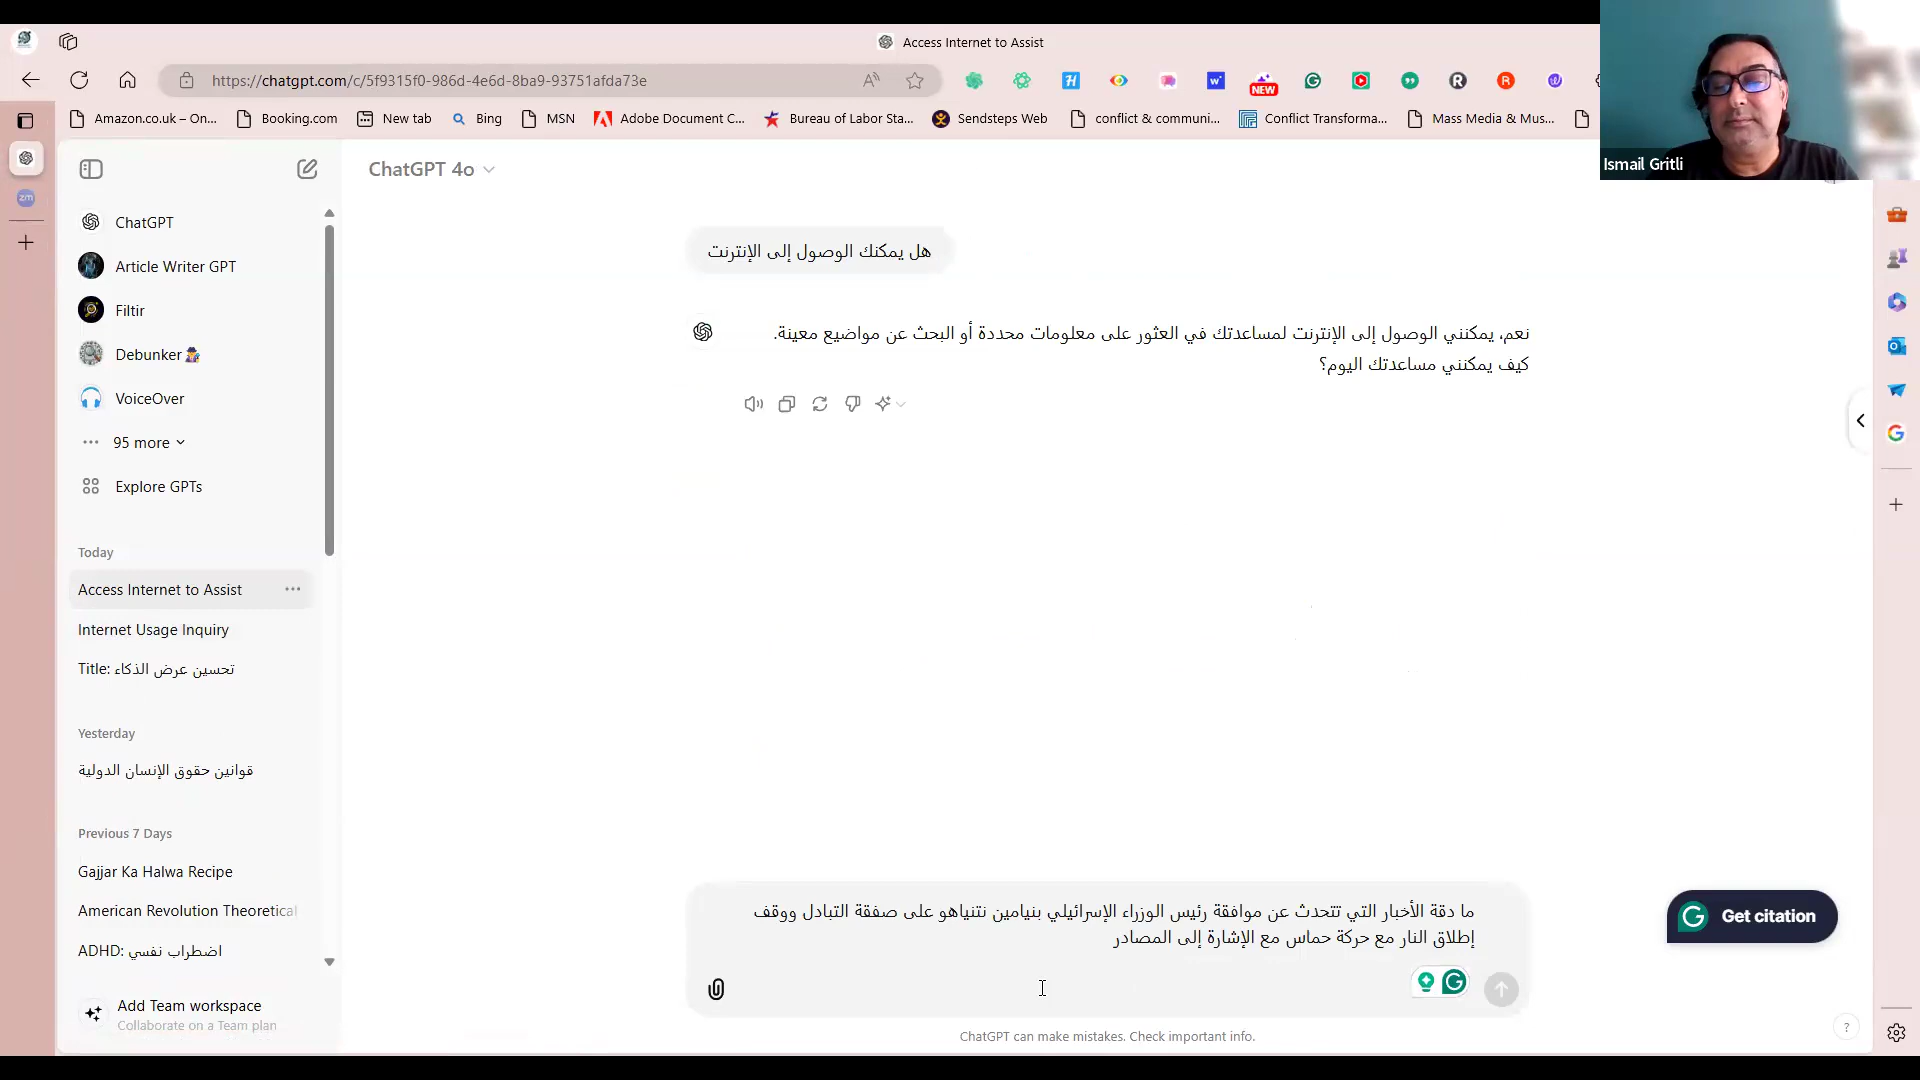 Access Internet to Assist
https://chatgpt.com/c/5f9315f0-986d-4e6d-8ba9-93751afda73e
NEW
Amazon.co.uk – On...
Booking.com
New tab
Bing
MSN
Adobe Document C...
Bureau of Labor Sta...
Sendsteps Web
conflict & communi...
Conflict Transforma...
Mass Media & Mus...
Ismail Gritli
zm
ChatGPT 4o
ChatGPT
Article Writer GPT
Filtir
Debunker
VoiceOver
95 more
Explore GPTs
Today
Access Internet to Assist
Internet Usage Inquiry
Title: تحسين عرض الذكاء
Yesterday
قوانين حقوق الإنسان الدولية
Previous 7 Days
Gajjar Ka Halwa Recipe
American Revolution Theoretical
ADHD: اضطراب نفسي
Add Team workspace
Collaborate on a Team plan
هل يمكنك الوصول إلى الإنترنت
نعم، يمكنني الوصول إلى الإنترنت لمساعدتك في العثور على معلومات محددة أو البحث عن مواضيع معينة.
كيف يمكنني مساعدتك اليوم؟
ما دقة الأخبار التي تتحدث عن موافقة رئيس الوزراء الإسرائيلي بنيامين نتنياهو على صفقة التبادل ووقف
إطلاق النار مع حركة حماس مع الإشارة إلى المصادر
Get citation
ChatGPT can make mistakes. Check important info.
?